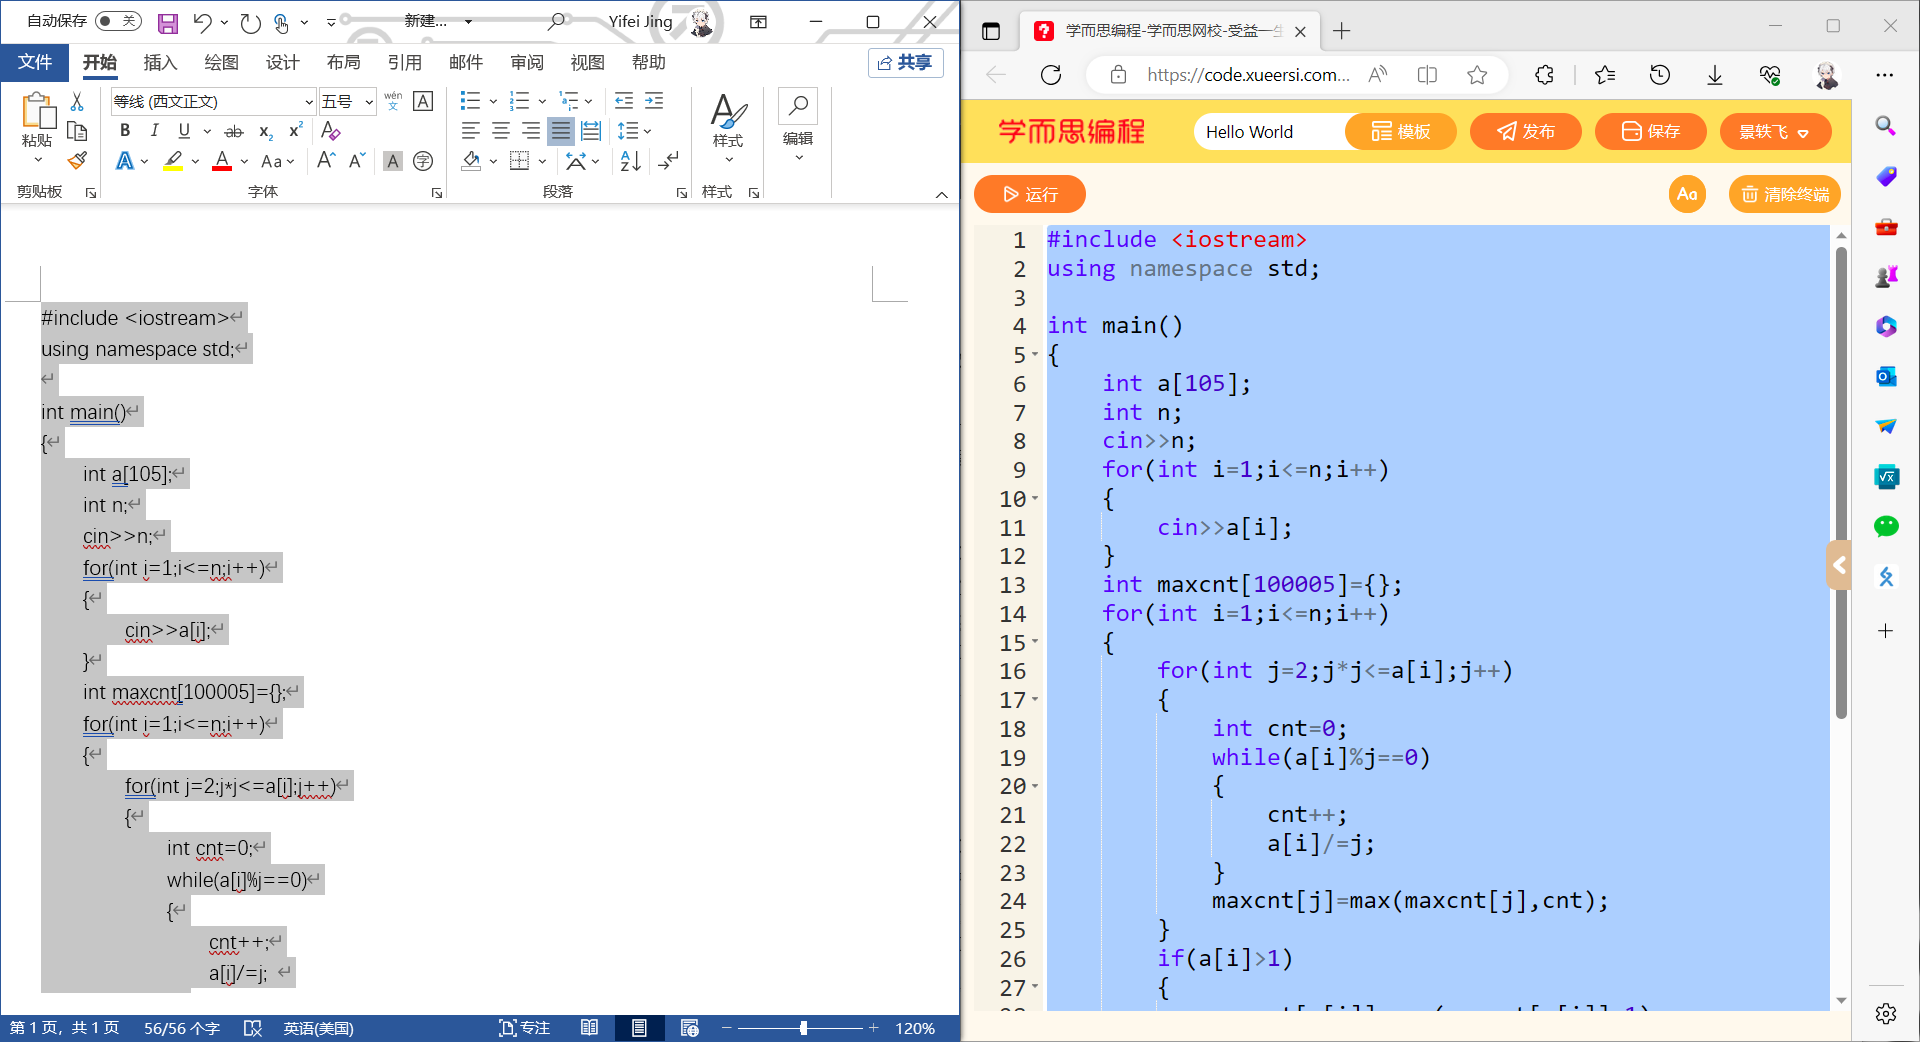 自动保存 关
新建...
Yifei Jing
文件 开始 插入 绘图 设计 布局 引用 邮件 审阅 视图 帮助
共享
粘贴
等线 (西文正文) 五号 wén 文 A
B I U ab x₂ x² A
A A Aa A A A 字
样式
编辑
剪贴板 字体 段落 样式
#include <iostream>
using namespace std;
int main()
{
int a[105];
int n;
cin>>n;
for(int i=1;i<=n;i++)
{
cin>>a[i];
}
int maxcnt[100005]={};
for(int i=1;i<=n;i++)
{
for(int j=2;j*j<=a[i];j++)
{
int cnt=0;
while(a[i]%j==0)
{
cnt++;
a[i]/=j;
第 1 页，共 1 页 56/56 个字 英语(美国) 专注 120%
学而思编程-学而思网校-受益一生
https://code.xueersi.com...
学而思编程 Hello World 模板 发布 保存 景轶飞
运行 Aa 清除终端
1 #include <iostream>
2 using namespace std;
3
4 int main()
5 {
6 int a[105];
7 int n;
8 cin>>n;
9 for(int i=1;i<=n;i++)
10 {
11 cin>>a[i];
12 }
13 int maxcnt[100005]={};
14 for(int i=1;i<=n;i++)
15 {
16 for(int j=2;j*j<=a[i];j++)
17 {
18 int cnt=0;
19 while(a[i]%j==0)
20 {
21 cnt++;
22 a[i]/=j;
23 }
24 maxcnt[j]=max(maxcnt[j],cnt);
25 }
26 if(a[i]>1)
27 {